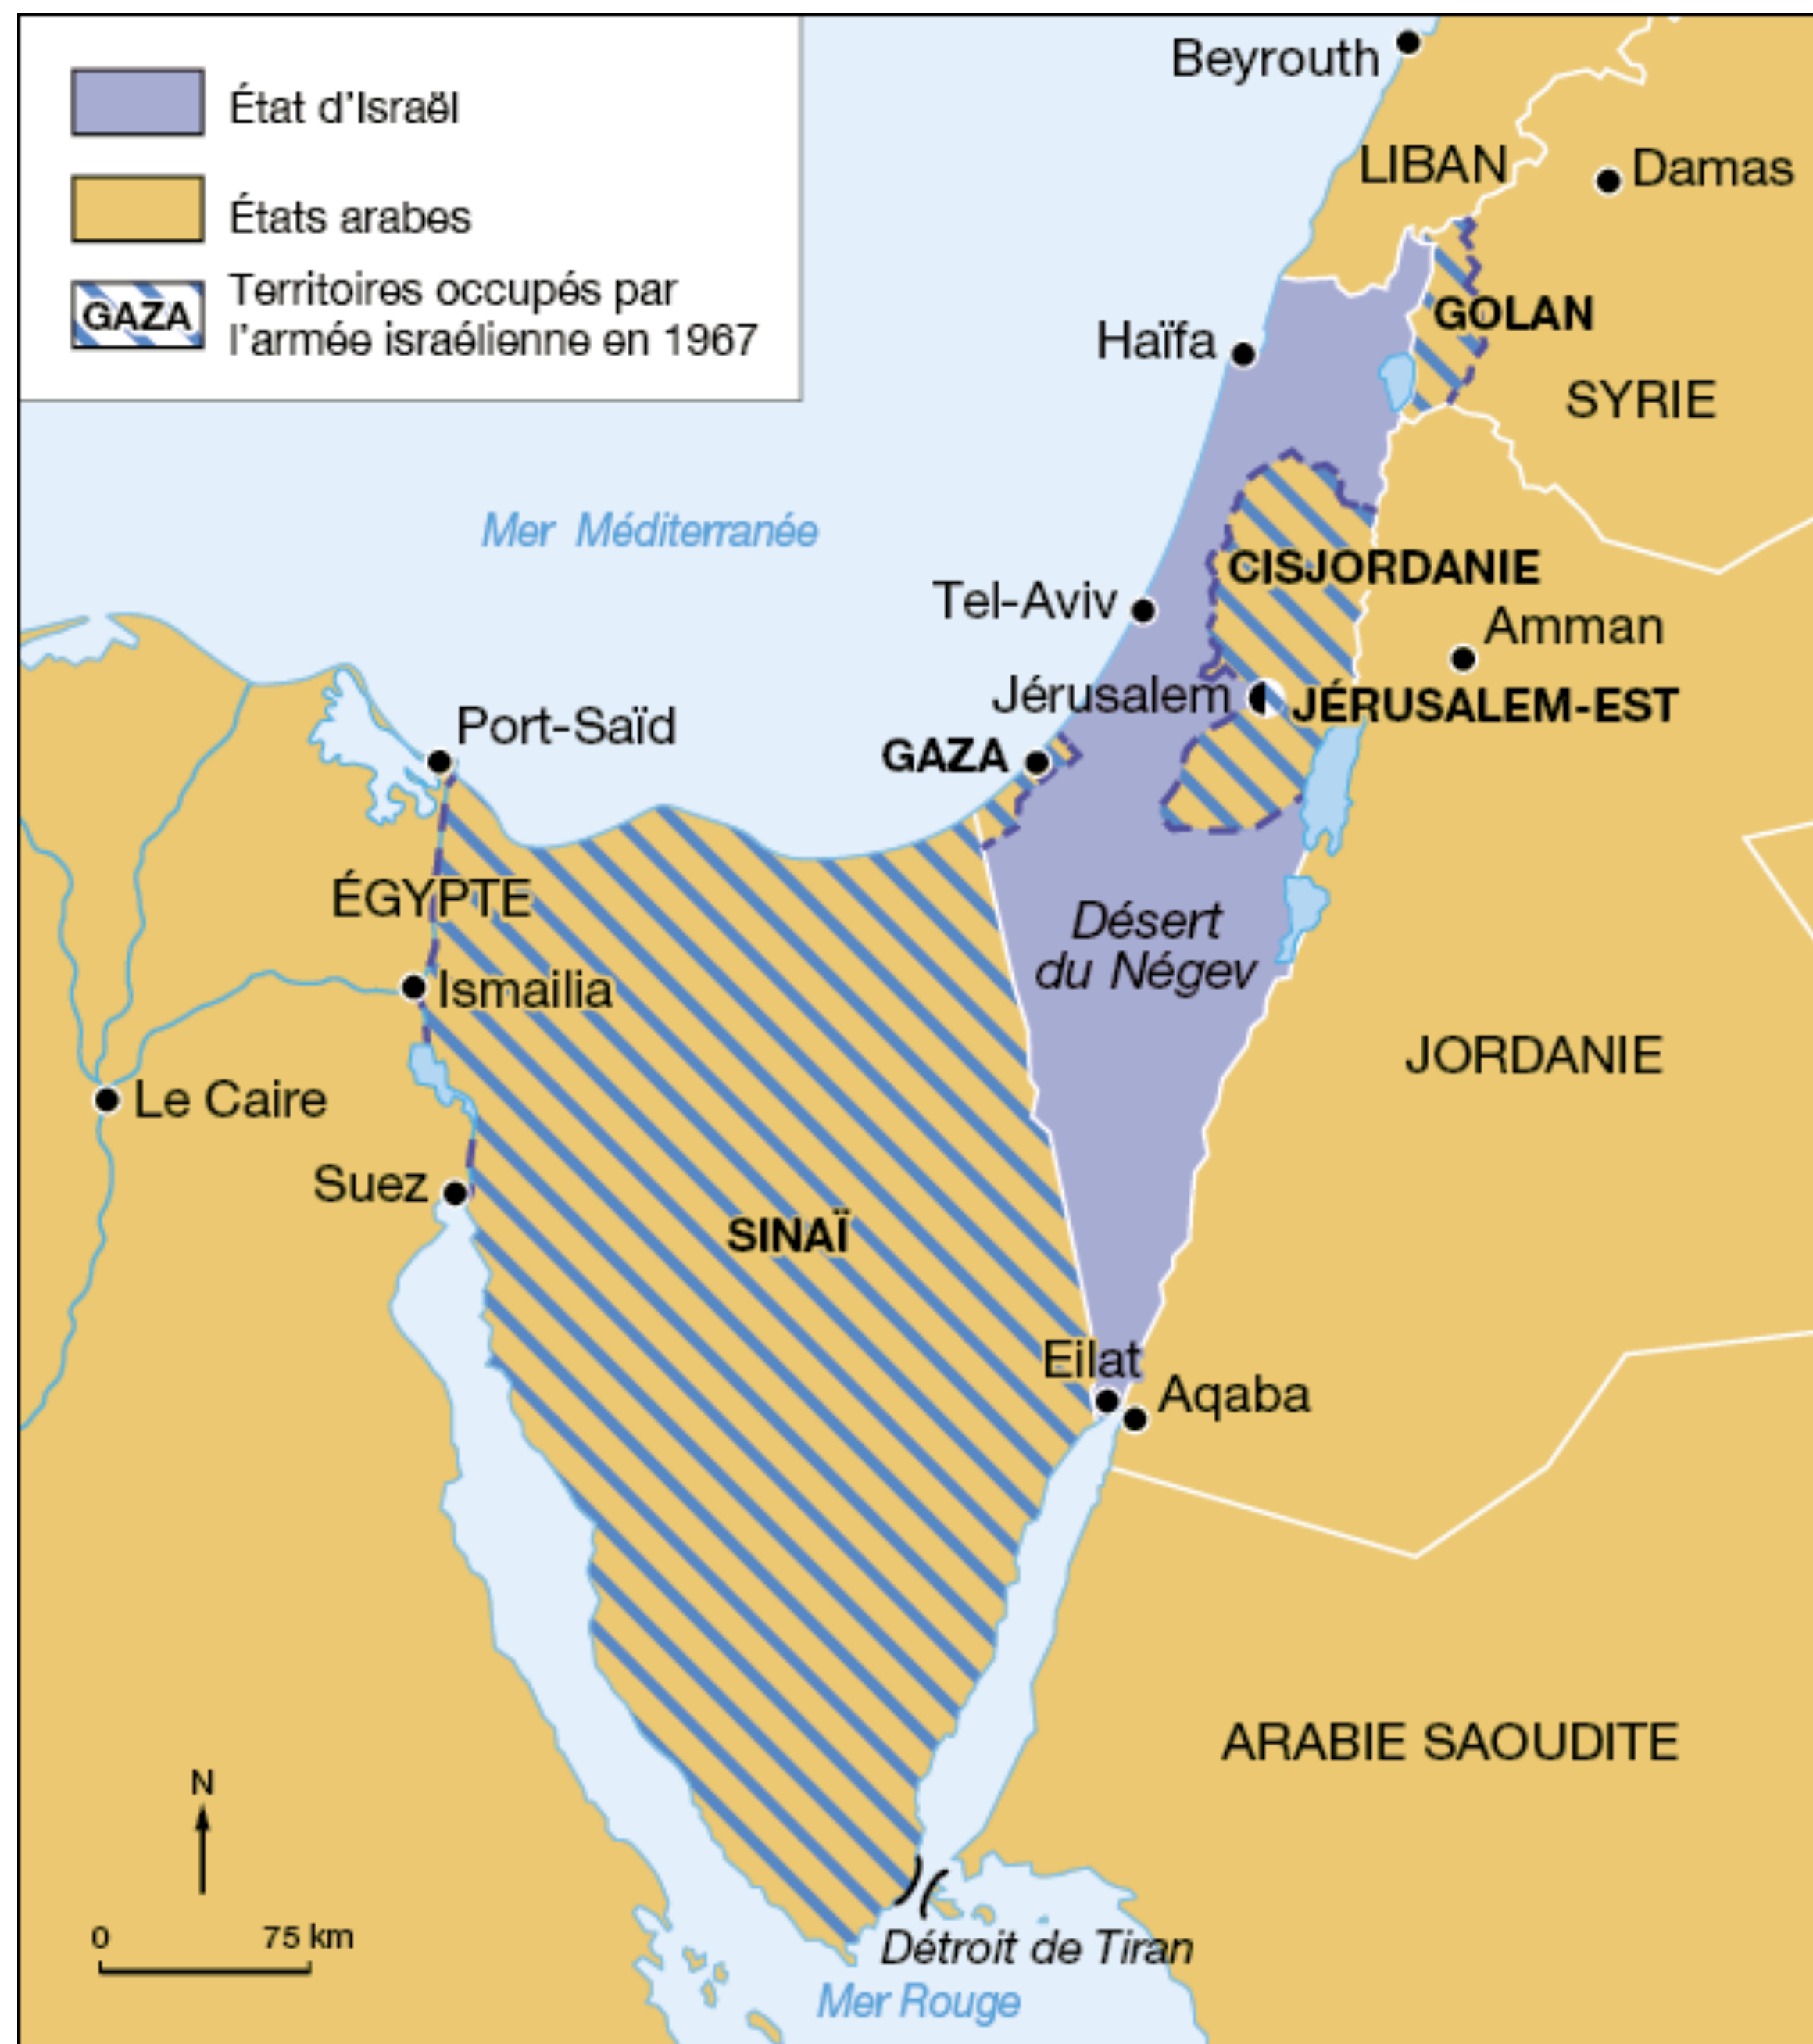 État d'Israël
États arabes
GAZA
Territoires occupés par
l'armée israélienne en 1967
Beyrouth
LIBAN
Damas
GOLAN
Haïfa
SYRIE
Mer Méditerranée
CISJORDANIE
Tel-Aviv
Amman
Jérusalem
JÉRUSALEM-EST
Port-Saïd
GAZA
ÉGYPTE
Désert
du Négev
Ismailia
JORDANIE
Le Caire
Suez
SINAÏ
Eilat
Aqaba
ARABIE SAOUDITE
N
0 75 km
Détroit de Tiran
Mer Rouge